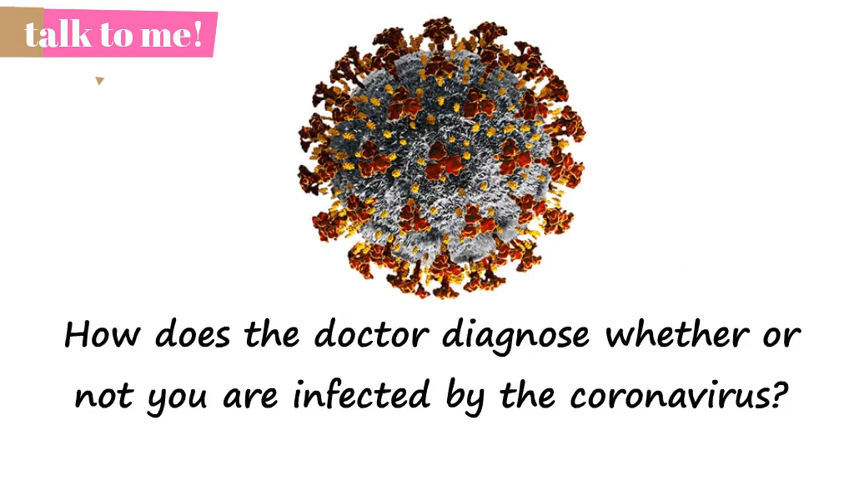 talk to me!
How does the doctor diagnose whether or
not you are infected by the coronavirus?